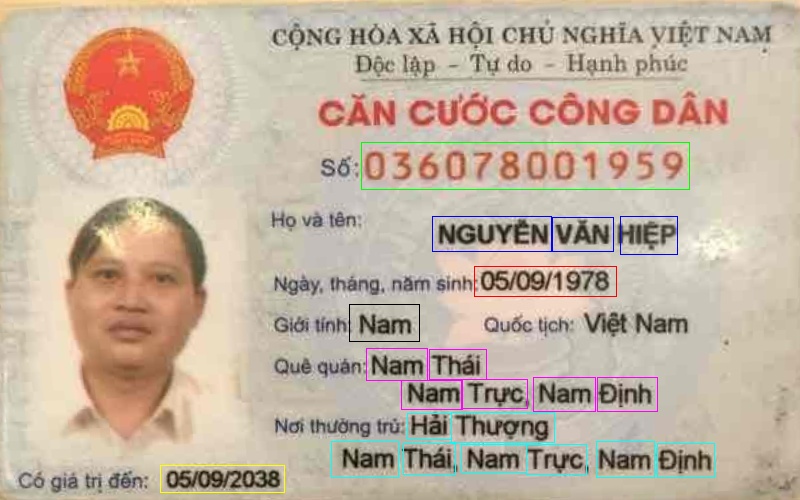 CỘNG HÒA XÃ HỘI CHỦ NGHĨA VIỆT NAM
Độc lập - Tự do - Hạnh phúc
CĂN CƯỚC CÔNG DÂN
Số: 036078001959
Họ và tên:
NGUYỄN VĂN HIỆP
Ngày, tháng, năm sinh: 05/09/1978
Giới tính: Nam Quốc tịch: Việt Nam
Quê quán: Nam Thái
Nam Trực, Nam Định
Nơi thường trú: Hải Thượng
Nam Thái, Nam Trực, Nam Định
Có giá trị đến: 05/09/2038